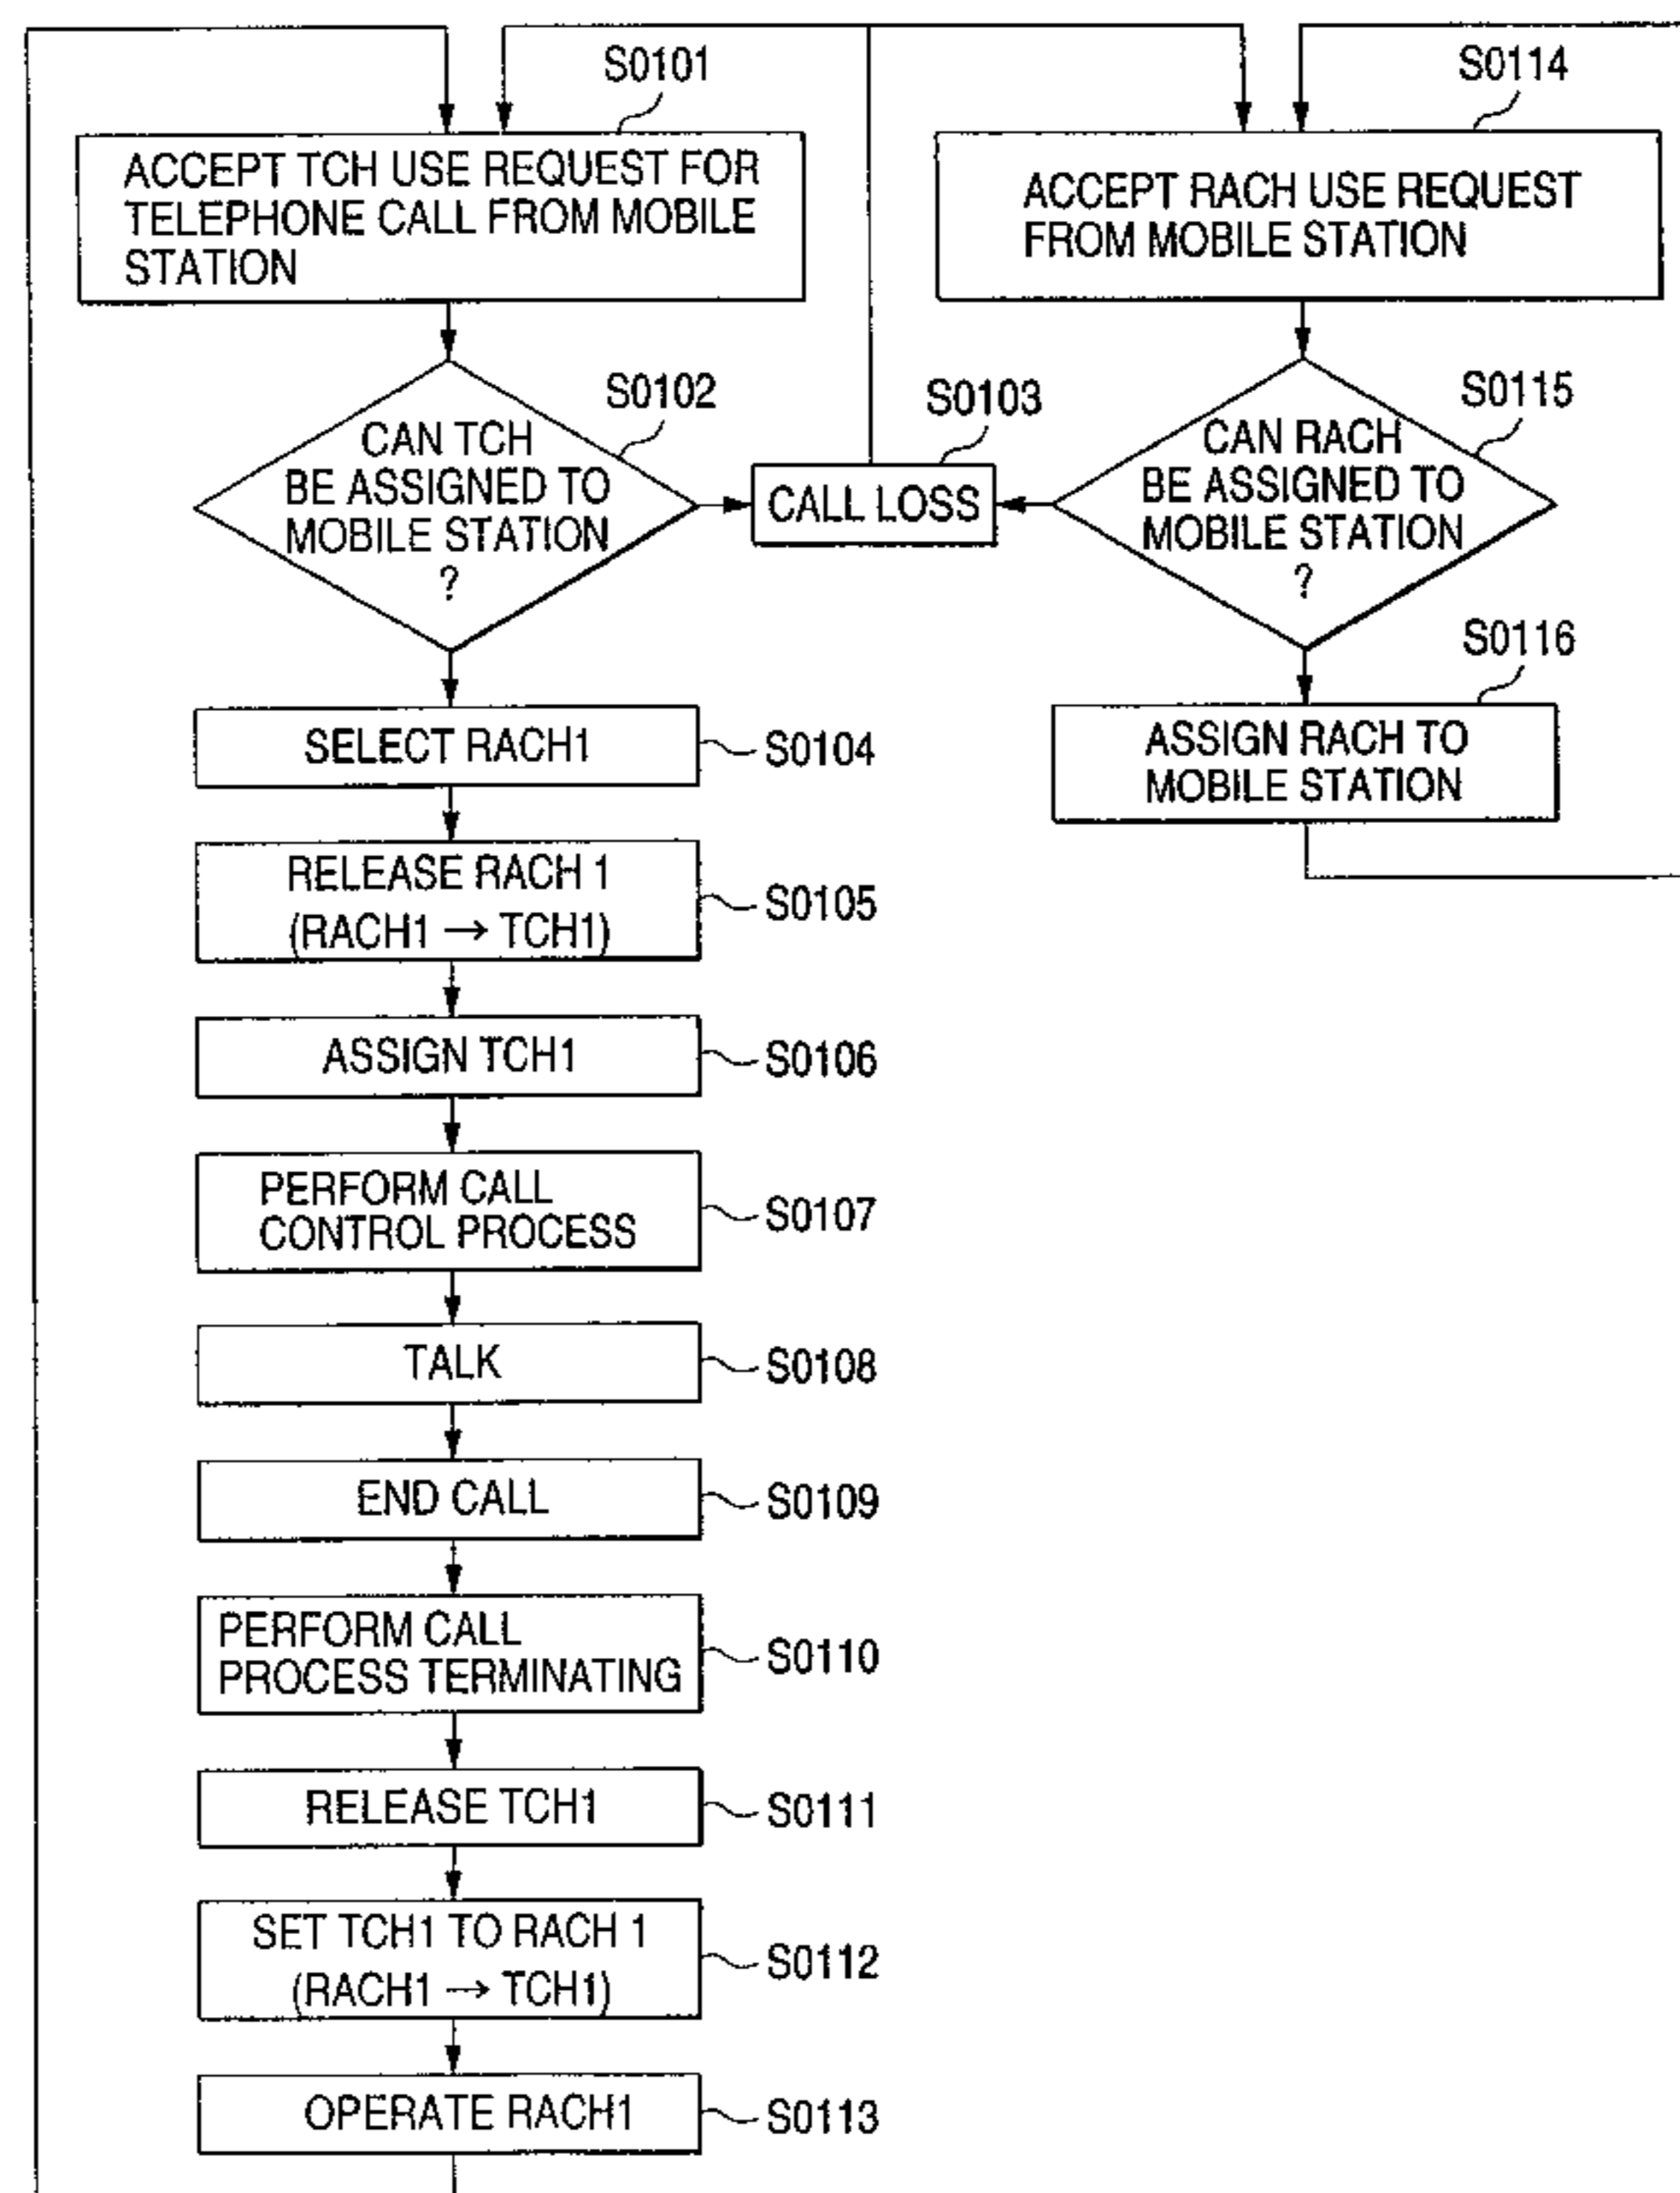 S0101
ACCEPT TCH USE REQUEST FOR
TELEPHONE CALL FROM MOBILE
STATION
S0114
ACCEPT RACH USE REQUEST
FROM MOBILE STATION
S0102
CAN TCH
BE ASSIGNED TO
MOBILE STATION
?
S0103
CALL LOSS
S0115
CAN RACH
BE ASSIGNED TO
MOBILE STATION
?
S0116
ASSIGN RACH TO
MOBILE STATION
SELECT RACH1
S0104
RELEASE RACH 1
(RACH1 → TCH1)
S0105
ASSIGN TCH1
S0106
PERFORM CALL
CONTROL PROCESS
S0107
TALK
S0108
END CALL
S0109
PERFORM CALL
PROCESS TERMINATING
S0110
RELEASE TCH1
S0111
SET TCH1 TO RACH 1
(RACH1 → TCH1)
S0112
OPERATE RACH1
S0113